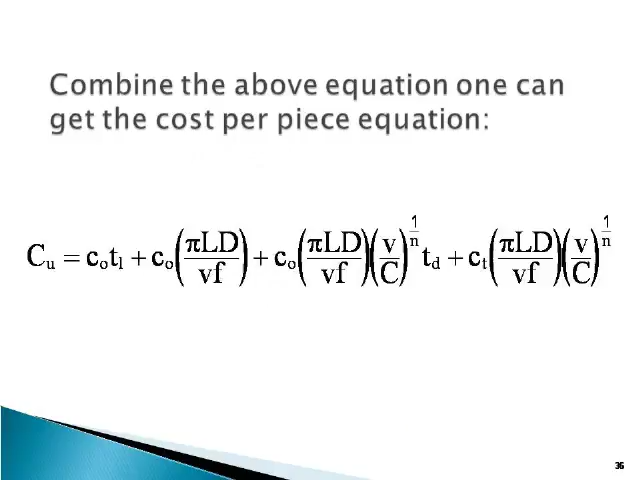 Combine the above equation one can
get the cost per piece equation:
C_u = c_o t_l + c_o (πLD/vf) + c_o (πLD/vf)(v/C)^(1/n) t_d + c_t (πLD/vf)(v/C)^(1/n)
36